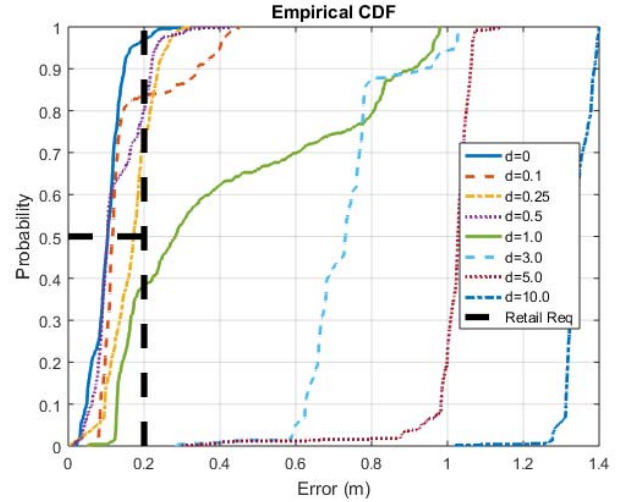 Empirical CDF
1
0.9
0.8
0.7
0.6
0.5
0.4
0.3
0.2
0.1
0
Probability
d=0
d=0.1
d=0.25
d=0.5
d=1.0
d=3.0
d=5.0
d=10.0
Retail Req
0 0.2 0.4 0.6 0.8 1 1.2 1.4
Error (m)